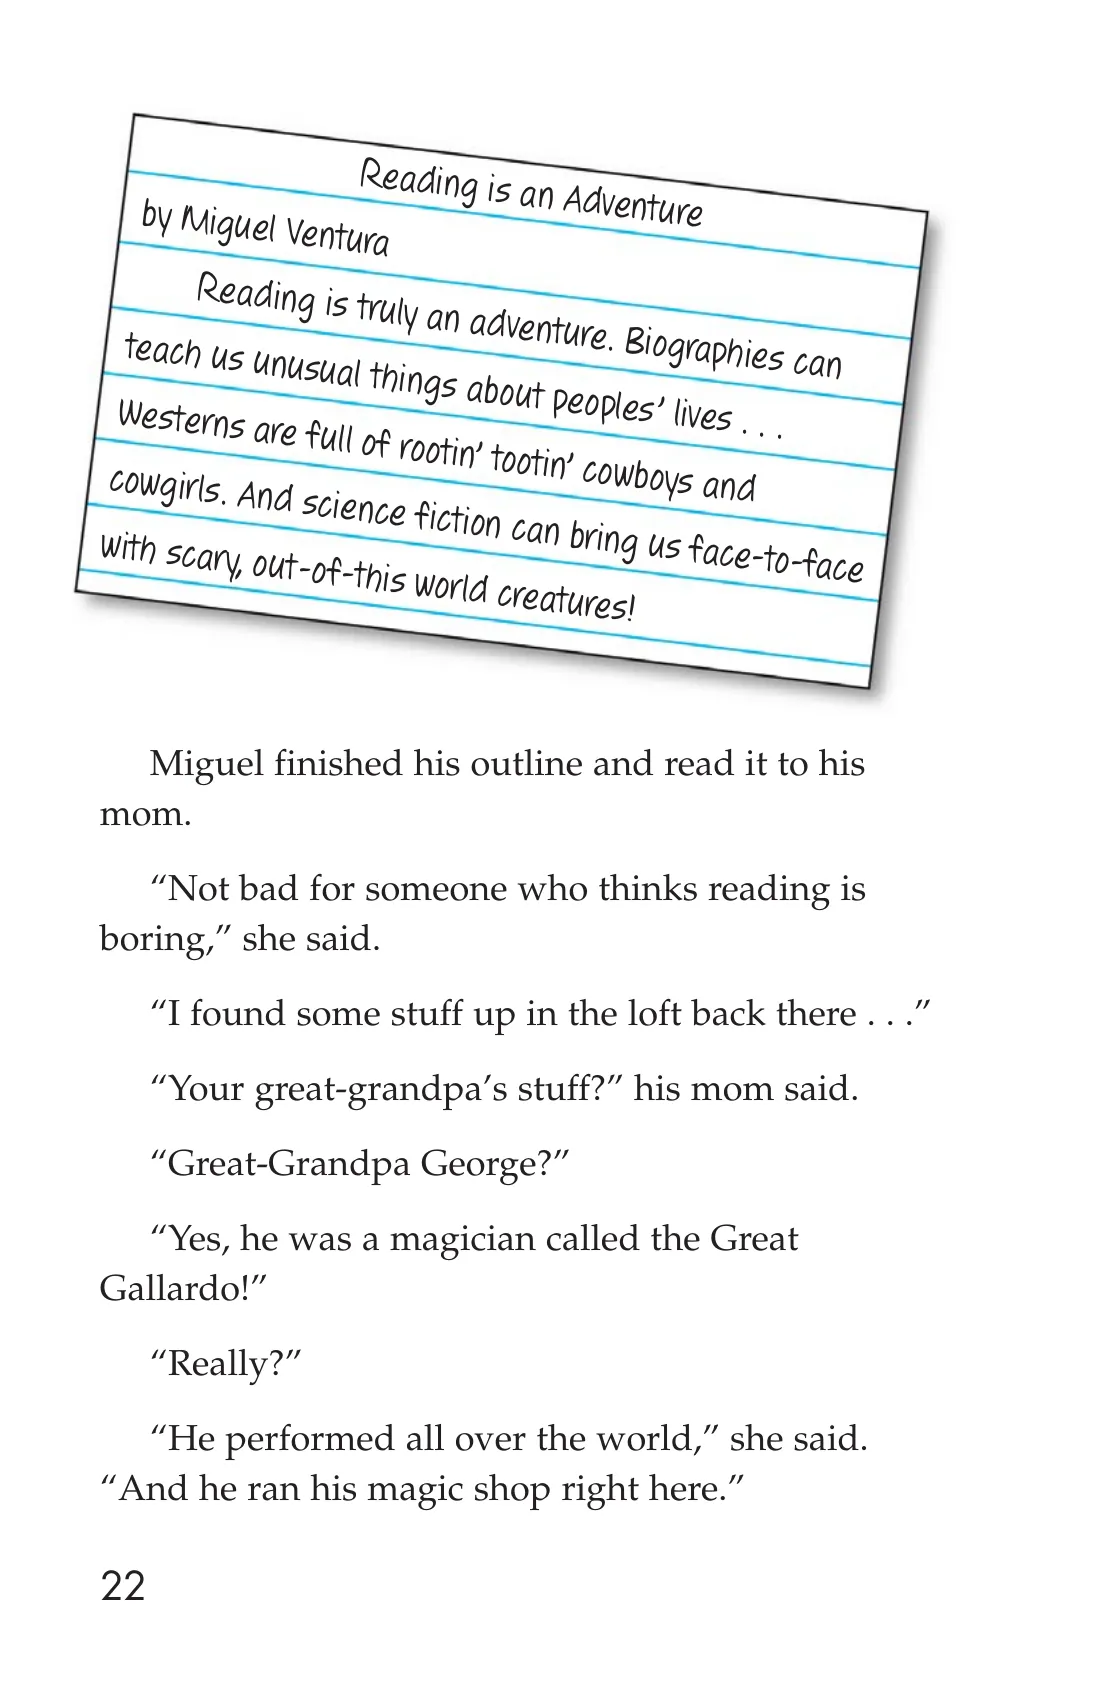 Reading is an Adventure
by Miguel Ventura
Reading is truly an adventure. Biographies can
teach us unusual things about peoples’ lives . . .
Westerns are full of rootin’ tootin’ cowboys and
cowgirls. And science fiction can bring us face-to-face
with scary, out-of-this world creatures!
Miguel finished his outline and read it to his
mom.
“Not bad for someone who thinks reading is
boring,” she said.
“I found some stuff up in the loft back there . . .”
“Your great-grandpa’s stuff?” his mom said.
“Great-Grandpa George?”
“Yes, he was a magician called the Great
Gallardo!”
“Really?”
“He performed all over the world,” she said.
“And he ran his magic shop right here.”
22